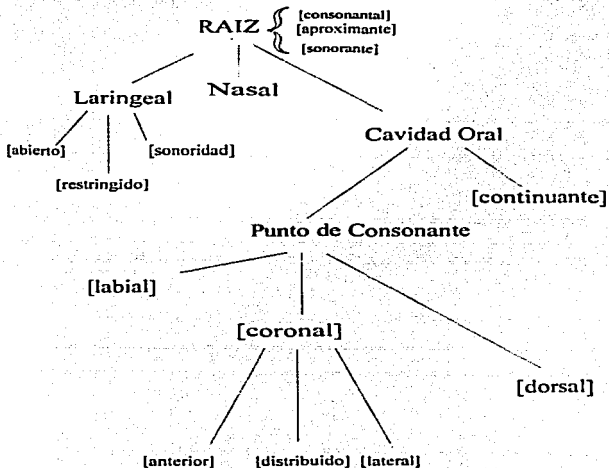 [consonantal]
RAIZ [aproximante]
[sonorante]
Laringeal
Nasal
Cavidad Oral
[abierto]
[sonoridad]
[restringido]
[continuante]
Punto de Consonante
[labial]
[coronal]
[dorsal]
[anterior] [distribuido] [lateral]